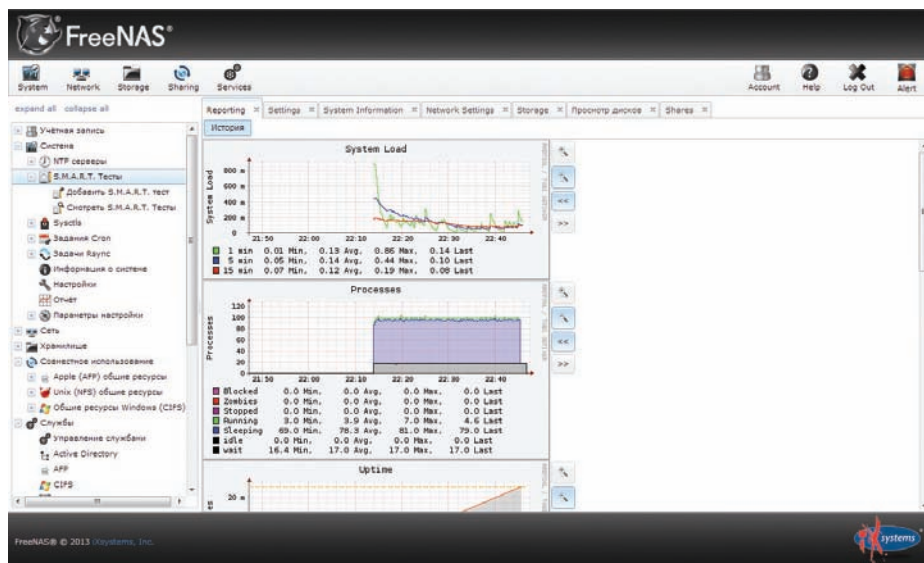 FreeNAS®
System Network Storage Sharing Services Account Help Log Out Alert
expand all collapse all
Reporting Settings System Information Network Settings Storage Просмотр дисков Shares
История
Учётная запись
Система
NTP серверы
S.M.A.R.T. Тесты
Добавить S.M.A.R.T. тест
Смотреть S.M.A.R.T. Тесты
Sysctls
Задания Cron
Задачи Rsync
Информация о системе
Настройки
Отчёт
Параметры настройки
Сеть
Хранилище
Совместное использование
Apple (AFP) общие ресурсы
Unix (NFS) общие ресурсы
Общие ресурсы Windows (CIFS)
Службы
Управление службами
Active Directory
AFP
CIFS
System Load
System Load
800 m
600 m
400 m
200 m
0
21:50 22:00 22:10 22:20 22:30 22:40
1 min 0.01 Min, 0.13 Avg, 0.86 Max, 0.14 Last
5 min 0.05 Min, 0.14 Avg, 0.44 Max, 0.10 Last
15 min 0.07 Min, 0.12 Avg, 0.19 Max, 0.08 Last
<<
>>
Processes
Processes
120
100
80
60
40
20
0
21:50 22:00 22:10 22:20 22:30 22:40
Blocked 0.0 Min, 0.0 Avg, 0.0 Max, 0.0 Last
Zombies 0.0 Min, 0.0 Avg, 0.0 Max, 0.0 Last
Stopped 0.0 Min, 0.0 Avg, 0.0 Max, 0.0 Last
Running 3.0 Min, 3.9 Avg, 7.0 Max, 4.6 Last
Sleeping 69.0 Min, 78.3 Avg, 81.0 Max, 79.0 Last
idle 0.0 Min, 0.0 Avg, 0.0 Max, 0.0 Last
wait 16.4 Min, 17.0 Avg, 17.0 Max, 17.0 Last
<<
>>
Uptime
20 m
FreeNAS® © 2013 iXsystems, Inc.
systems